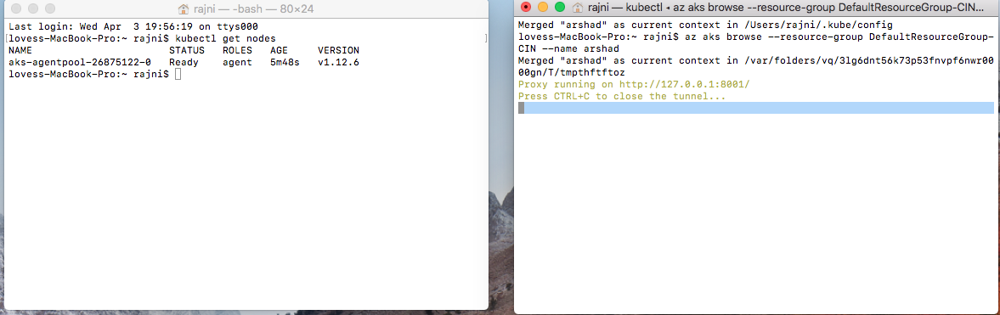 rajni — -bash — 80×24
Last login: Wed Apr  3 19:56:19 on ttys000
[lovess-MacBook-Pro:~ rajni$ kubectl get nodes ]
NAME                       STATUS   ROLES   AGE     VERSION
aks-agentpool-26875122-0   Ready    agent   5m48s   v1.12.6
lovess-MacBook-Pro:~ rajni$
rajni — kubectl ◂ az aks browse --resource-group DefaultResourceGroup-CIN…
Merged "arshad" as current context in /Users/rajni/.kube/config
lovess-MacBook-Pro:~ rajni$ az aks browse --resource-group DefaultResourceGroup-
CIN --name arshad
Merged "arshad" as current context in /var/folders/vq/3lg6dnt56k73p53fnvpf6nwr00
00gn/T/tmpthftftoz
Proxy running on http://127.0.0.1:8001/
Press CTRL+C to close the tunnel...